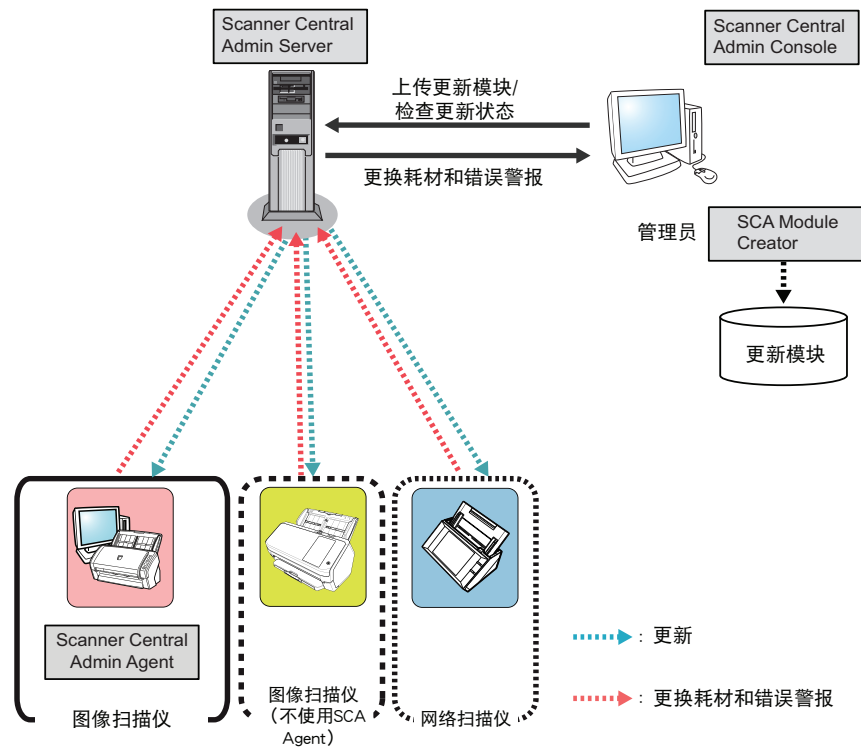 Scanner Central
Admin Server
Scanner Central
Admin Console
上传更新模块/
检查更新状态
更换耗材和错误警报
管理员
SCA Module
Creator
更新模块
Scanner Central
Admin Agent
图像扫描仪
图像扫描仪
（不使用SCA
Agent）
网络扫描仪
：更新
：更换耗材和错误警报